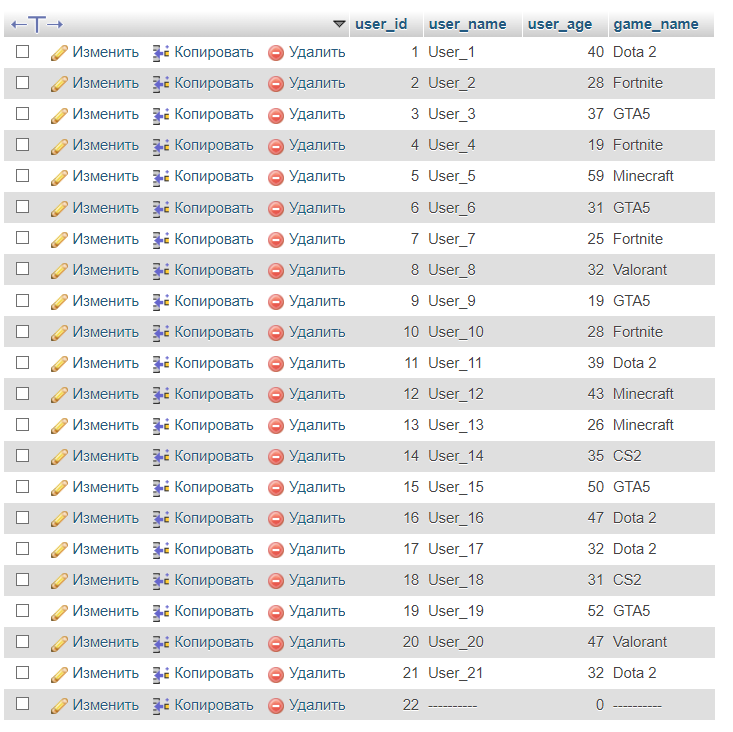 user_id user_name user_age game_name
Изменить Копировать Удалить 1 User_1 40 Dota 2
Изменить Копировать Удалить 2 User_2 28 Fortnite
Изменить Копировать Удалить 3 User_3 37 GTA5
Изменить Копировать Удалить 4 User_4 19 Fortnite
Изменить Копировать Удалить 5 User_5 59 Minecraft
Изменить Копировать Удалить 6 User_6 31 GTA5
Изменить Копировать Удалить 7 User_7 25 Fortnite
Изменить Копировать Удалить 8 User_8 32 Valorant
Изменить Копировать Удалить 9 User_9 19 GTA5
Изменить Копировать Удалить 10 User_10 28 Fortnite
Изменить Копировать Удалить 11 User_11 39 Dota 2
Изменить Копировать Удалить 12 User_12 43 Minecraft
Изменить Копировать Удалить 13 User_13 26 Minecraft
Изменить Копировать Удалить 14 User_14 35 CS2
Изменить Копировать Удалить 15 User_15 50 GTA5
Изменить Копировать Удалить 16 User_16 47 Dota 2
Изменить Копировать Удалить 17 User_17 32 Dota 2
Изменить Копировать Удалить 18 User_18 31 CS2
Изменить Копировать Удалить 19 User_19 52 GTA5
Изменить Копировать Удалить 20 User_20 47 Valorant
Изменить Копировать Удалить 21 User_21 32 Dota 2
Изменить Копировать Удалить 22 ---------- 0 ----------